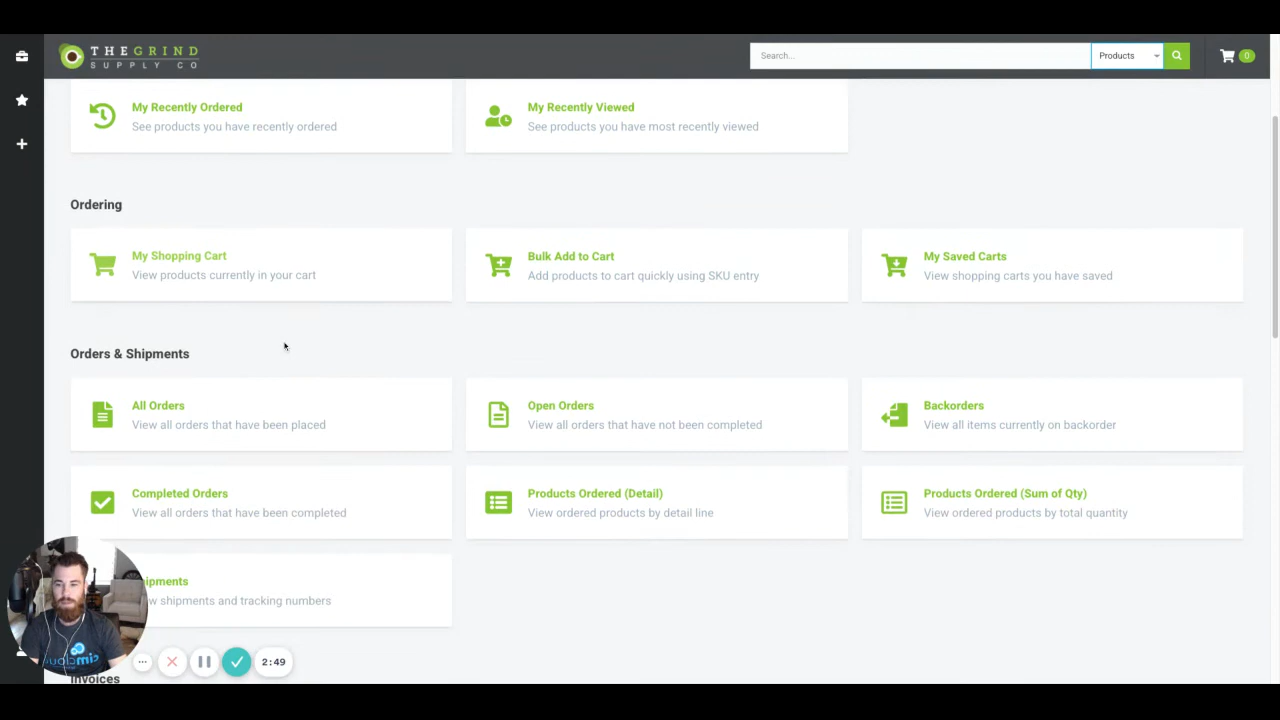 THEGRIND
SUPPLY CO
Search...
Products
0
My Recently Ordered
See products you have recently ordered
My Recently Viewed
See products you have most recently viewed
Ordering
My Shopping Cart
View products currently in your cart
Bulk Add to Cart
Add products to cart quickly using SKU entry
My Saved Carts
View shopping carts you have saved
Orders & Shipments
All Orders
View all orders that have been placed
Open Orders
View all orders that have not been completed
Backorders
View all items currently on backorder
Completed Orders
View all orders that have been completed
Products Ordered (Detail)
View ordered products by detail line
Products Ordered (Sum of Qty)
View ordered products by total quantity
ipments
w shipments and tracking numbers
2:49
Invoices